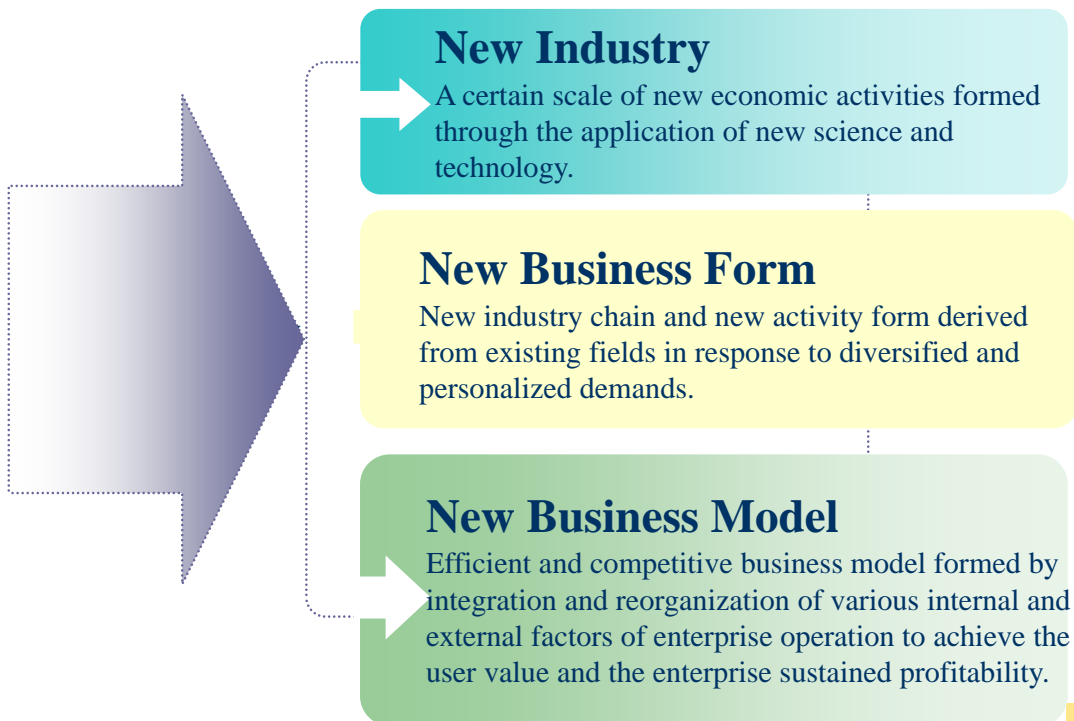 New Industry
A certain scale of new economic activities formed
through the application of new science and
technology.
New Business Form
New industry chain and new activity form derived
from existing fields in response to diversified and
personalized demands.
New Business Model
Efficient and competitive business model formed by
integration and reorganization of various internal and
external factors of enterprise operation to achieve the
user value and the enterprise sustained profitability.